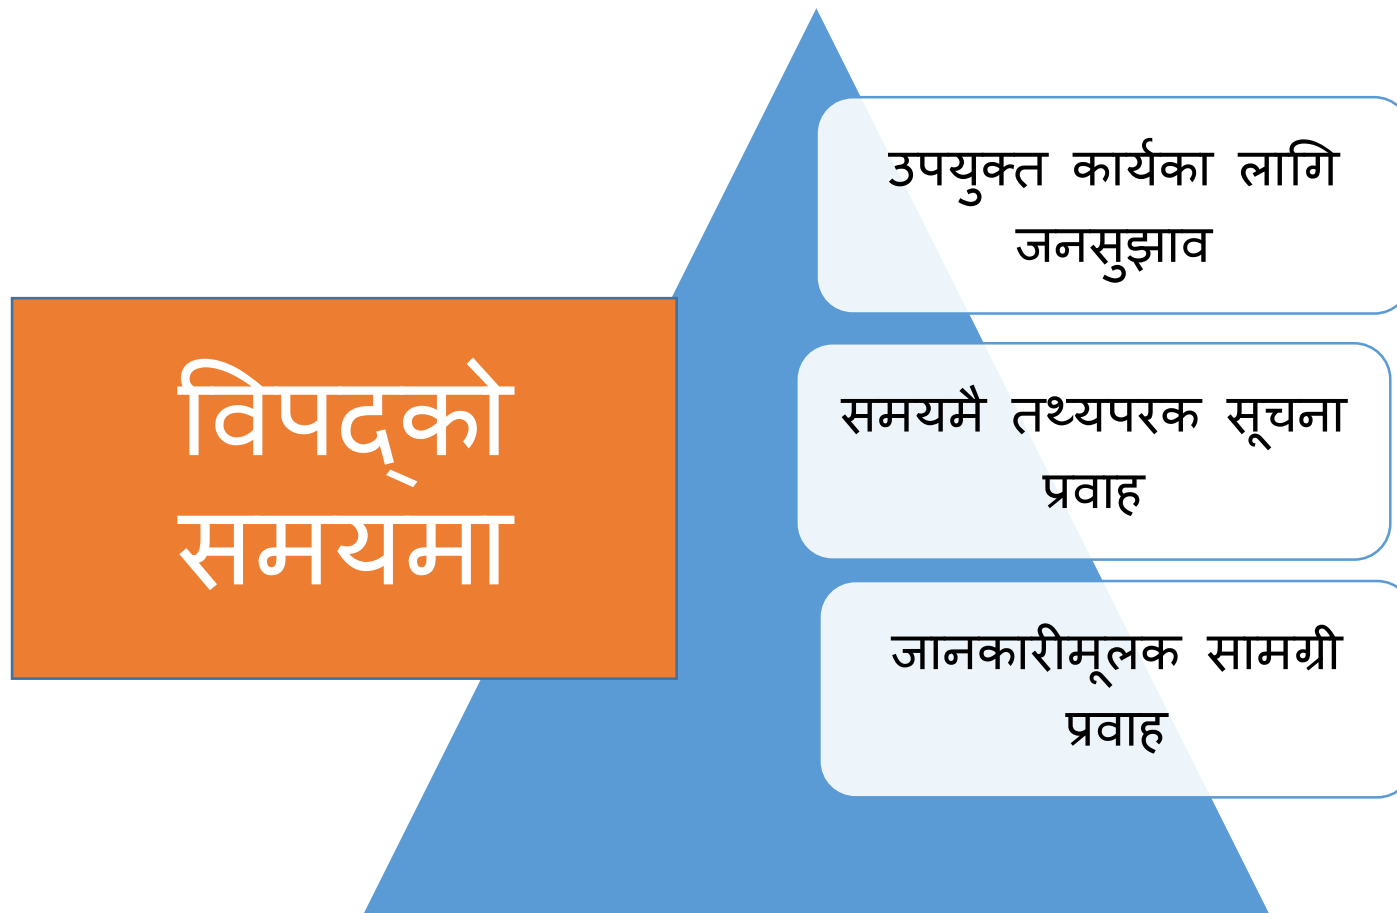 विपद्को
समयमा
उपयुक्त कार्यका लागि
जनसुझाव
समयमै तथ्यपरक सूचना
प्रवाह
जानकारीमूलक सामग्री
प्रवाह